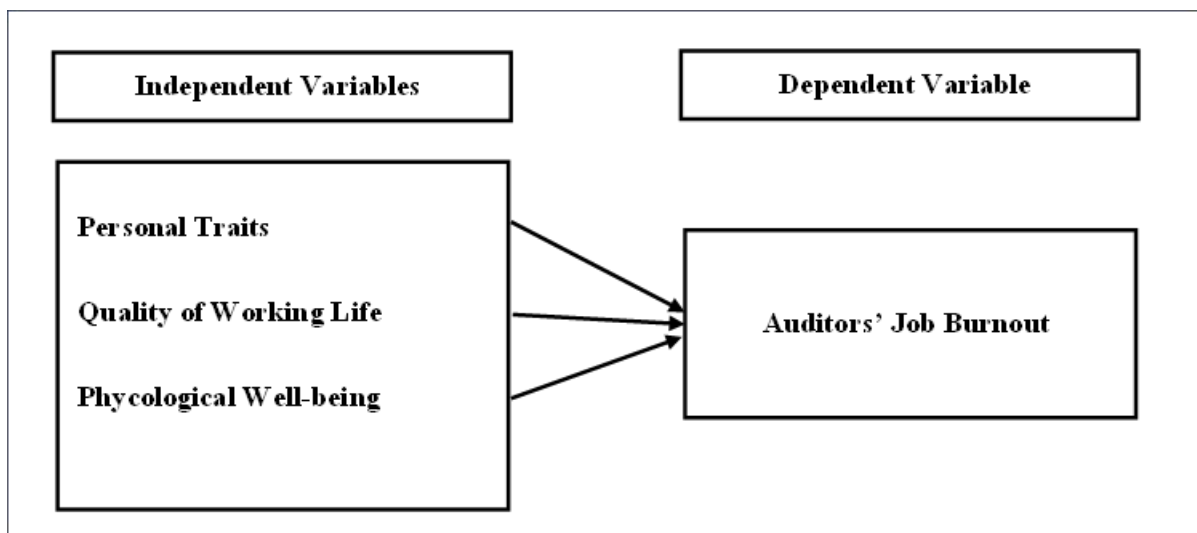 Independent Variables
Dependent Variable
Personal Traits
Quality of Working Life
Phycological Well-being
Auditors’ Job Burnout